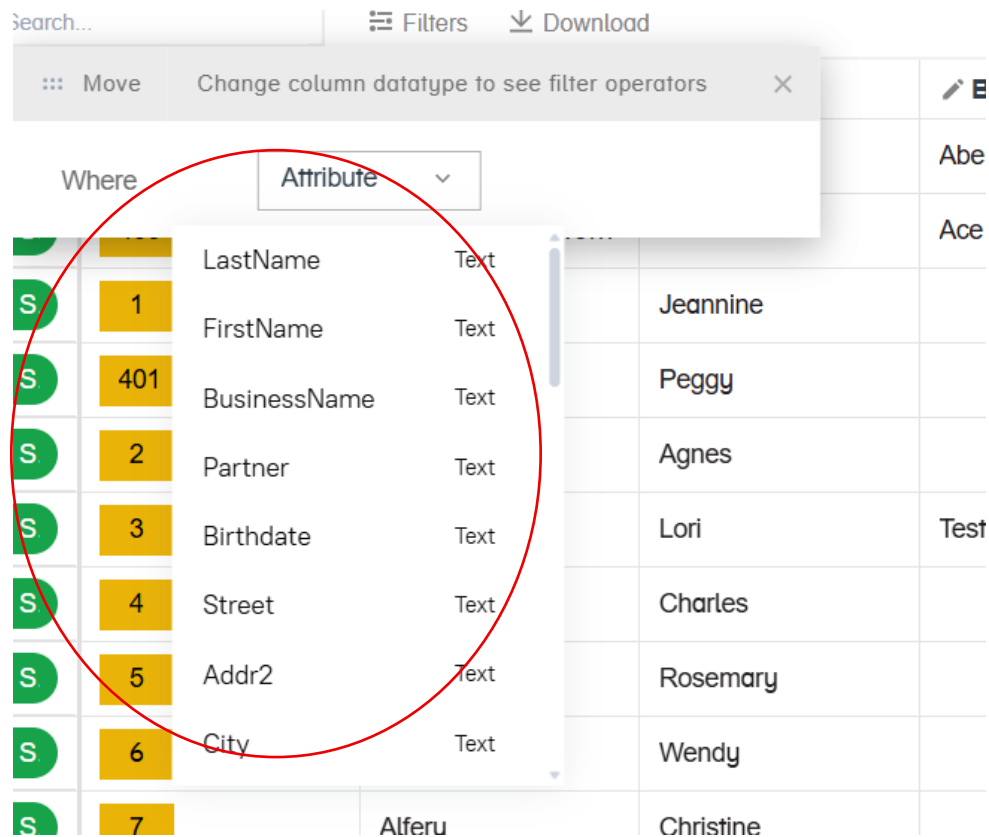 Search...
Filters
Download
Move
Change column datatype to see filter operators
Where
Attribute
Abe
Ace
LastName Text
FirstName Text
BusinessName Text
Partner Text
Birthdate Text
Street Text
Addr2 Text
City Text
S. 1 Jeannine
S. 401 Peggy
S. 2 Agnes
S. 3 Lori Test
S. 4 Charles
S. 5 Rosemary
S. 6 Wendy
S 7 Alfery Christine